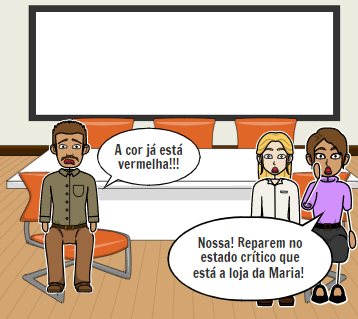 A cor já está
vermelha!!!
Nossa! Reparem no
estado crítico que
está a loja da Maria!